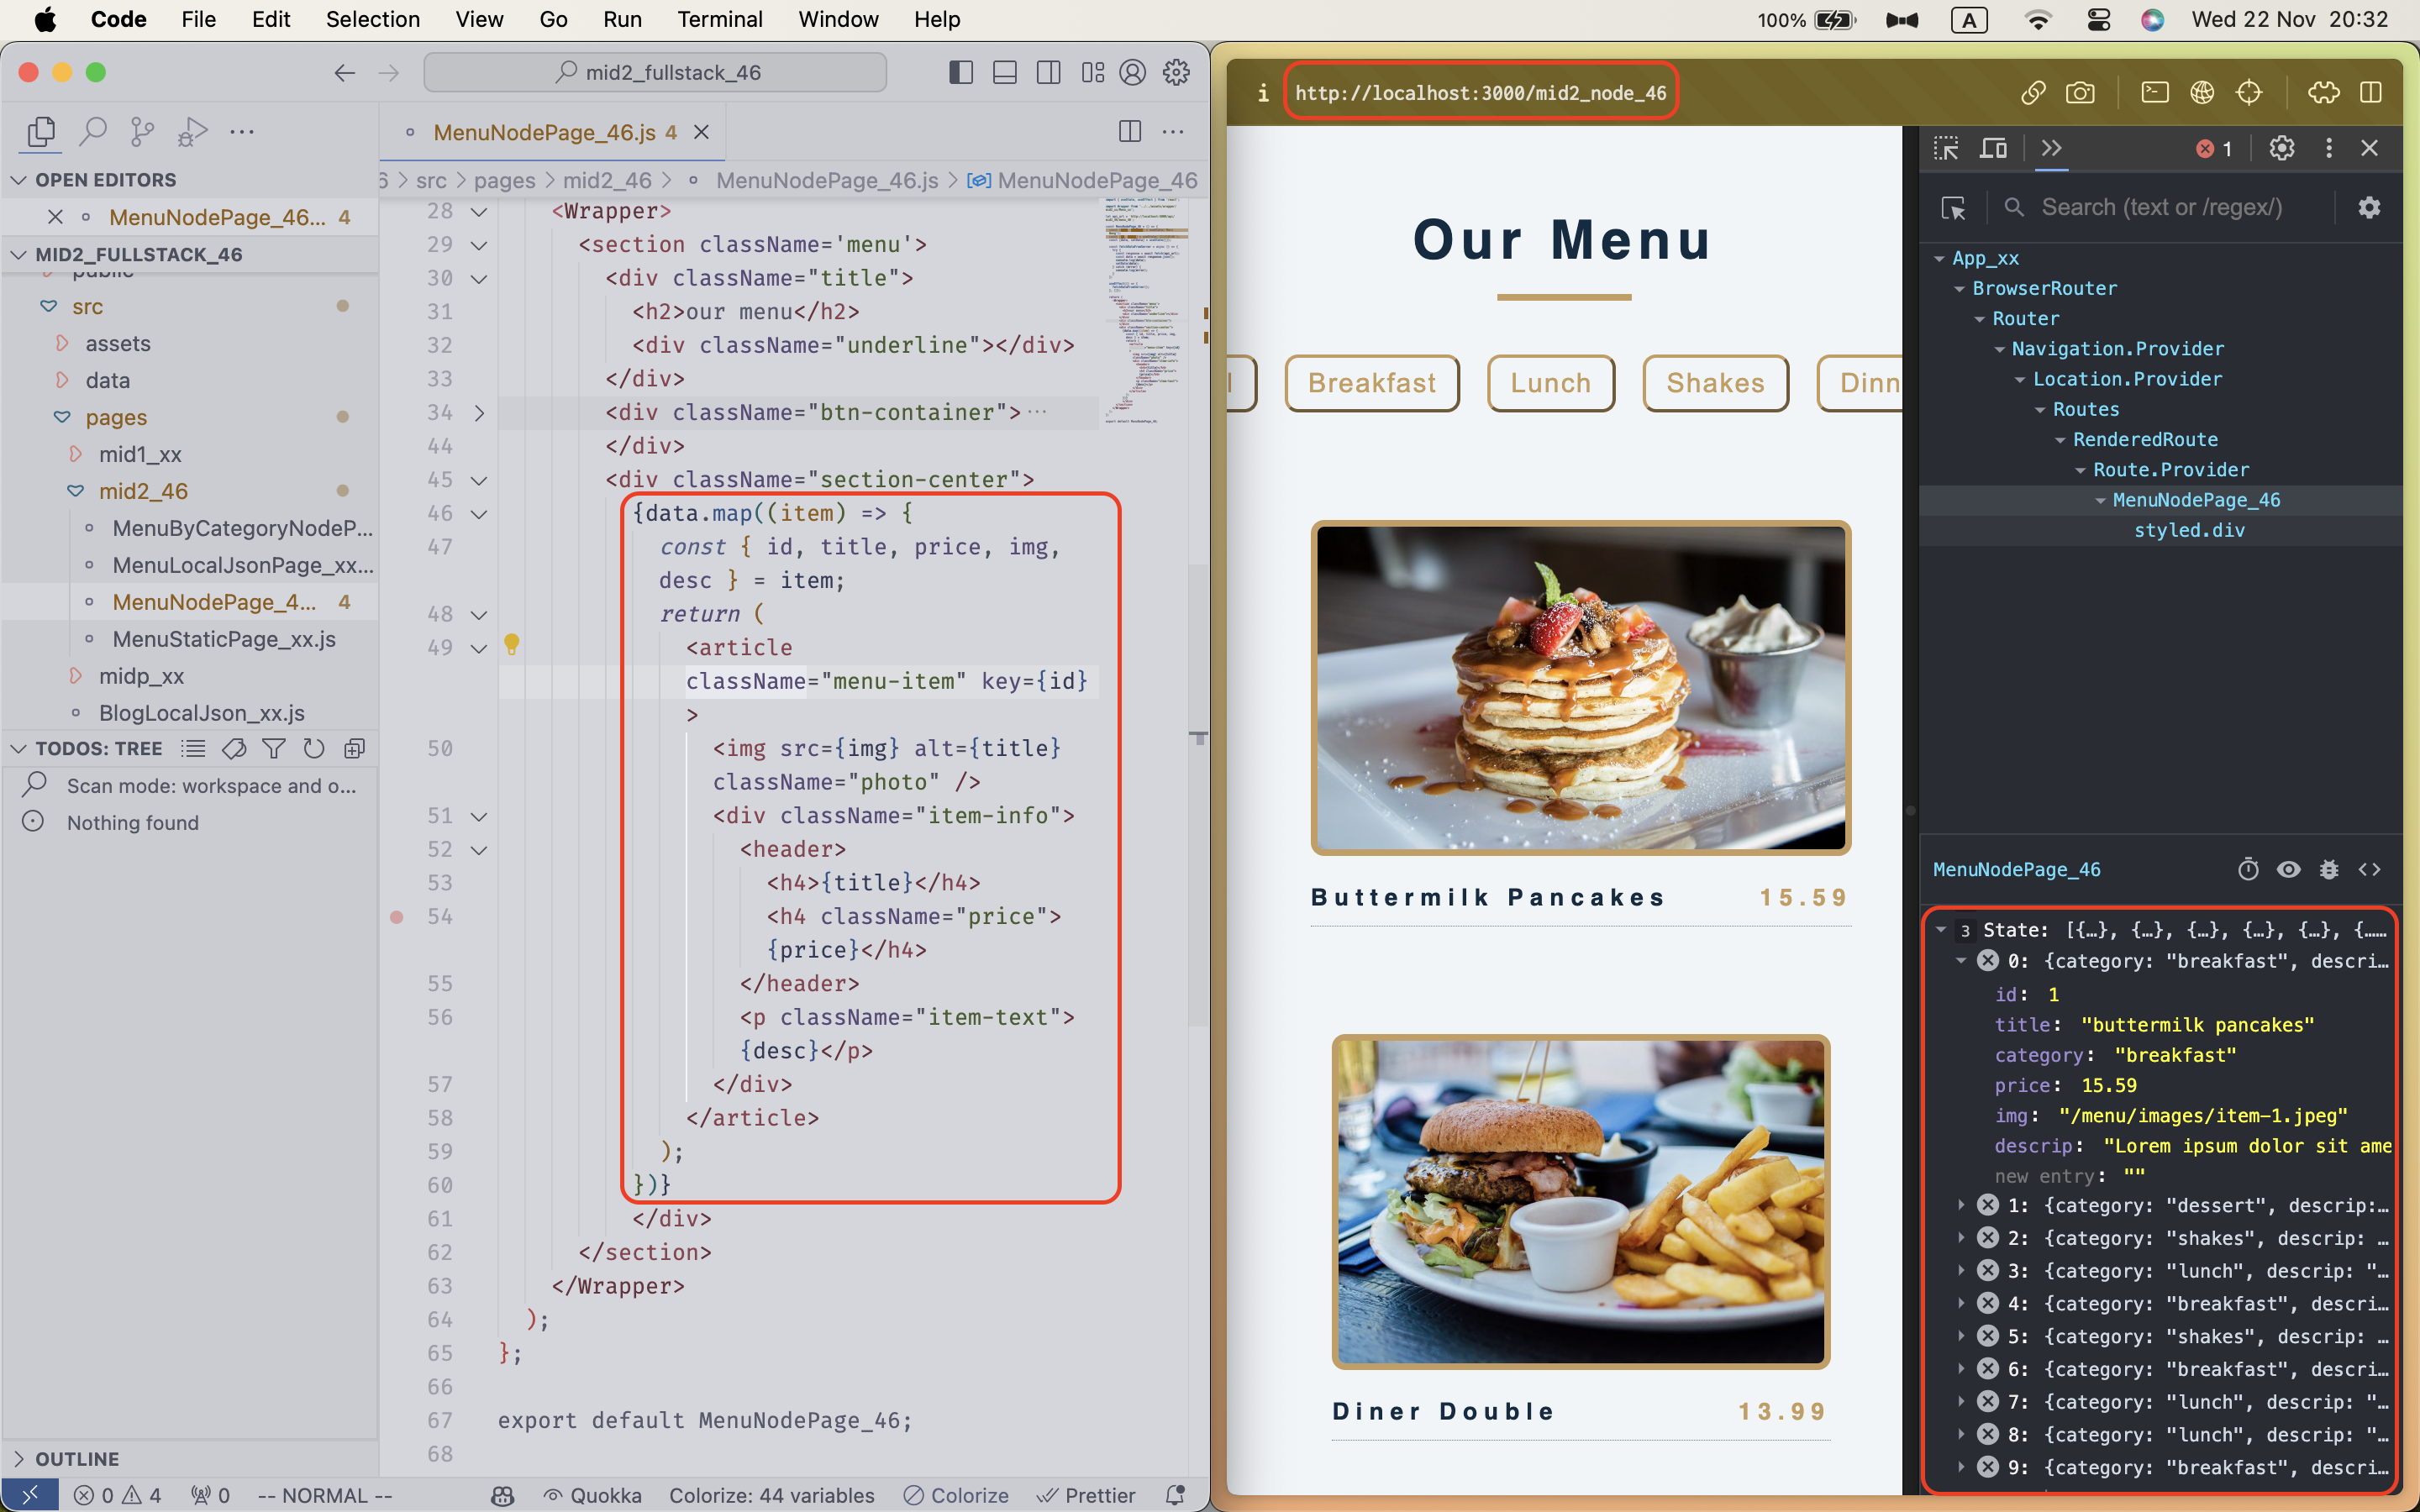 Code File Edit Selection View Go Run Terminal Window Help
100% A Wed 22 Nov 20:32
mid2_fullstack_46
MenuNodePage_46.js 4
OPEN EDITORS
MenuNodePage_46... 4
MID2_FULLSTACK_46
public
src
assets
data
pages
mid1_xx
mid2_46
MenuByCategoryNodeP...
MenuLocalJsonPage_xx...
MenuNodePage_4... 4
MenuStaticPage_xx.js
midp_xx
BlogLocalJson_xx.js
TODOS: TREE
Scan mode: workspace and o...
Nothing found
OUTLINE
6 > src > pages > mid2_46 > MenuNodePage_46.js > MenuNodePage_46
28 <Wrapper>
29 <section className='menu'>
30 <div className="title">
31 <h2>our menu</h2>
32 <div className="underline"></div>
33 </div>
34 <div className="btn-container">···
44 </div>
45 <div className="section-center">
46 {data.map((item) => {
47 const { id, title, price, img,
desc } = item;
48 return (
49 <article
className="menu-item" key={id}
>
50 <img src={img} alt={title}
className="photo" />
51 <div className="item-info">
52 <header>
53 <h4>{title}</h4>
54 <h4 className="price">
{price}</h4>
55 </header>
56 <p className="item-text">
{desc}</p>
57 </div>
58 </article>
59 );
60 })}
61 </div>
62 </section>
63 </Wrapper>
64 );
65 };
66
67 export default MenuNodePage_46;
68
0 4 0 -- NORMAL -- Quokka Colorize: 44 variables Colorize Prettier
http://localhost:3000/mid2_node_46
Our Menu
l Breakfast Lunch Shakes Dinn
Buttermilk Pancakes 15.59
Diner Double 13.99
1
Search (text or /regex/)
App_xx
BrowserRouter
Router
Navigation.Provider
Location.Provider
Routes
RenderedRoute
Route.Provider
MenuNodePage_46
styled.div
MenuNodePage_46
3 State: [{…}, {…}, {…}, {…}, {…}, {……
0: {category: "breakfast", descri…
id: 1
title: "buttermilk pancakes"
category: "breakfast"
price: 15.59
img: "/menu/images/item-1.jpeg"
descrip: "Lorem ipsum dolor sit ame
new entry: ""
1: {category: "dessert", descrip:…
2: {category: "shakes", descrip: …
3: {category: "lunch", descrip: "…
4: {category: "breakfast", descri…
5: {category: "shakes", descrip: …
6: {category: "breakfast", descri…
7: {category: "lunch", descrip: "…
8: {category: "lunch", descrip: "…
9: {category: "breakfast", descri…